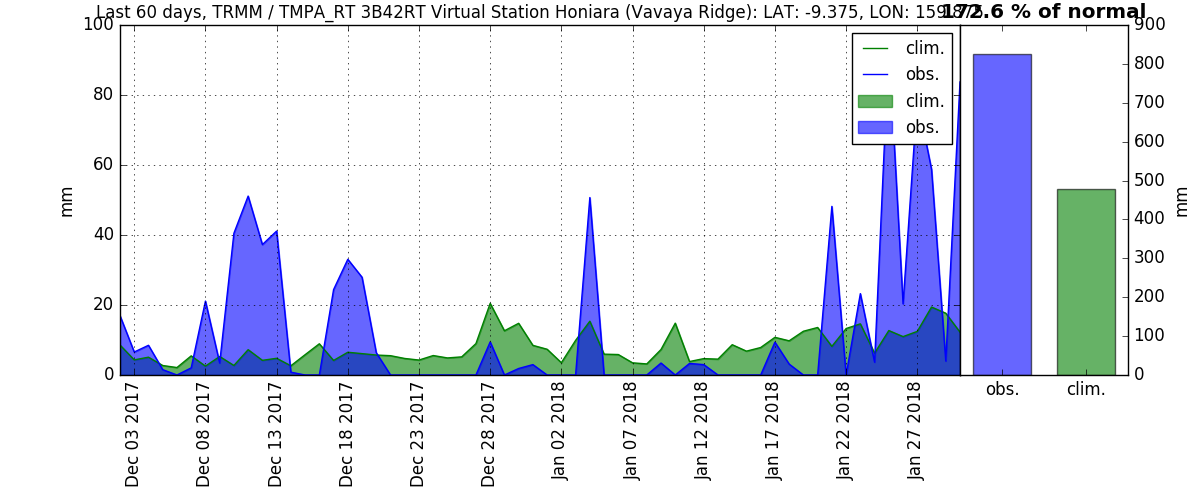 Last 60 days, TRMM / TMPA_RT 3B42RT Virtual Station Honiara (Vavaya Ridge): LAT: -9.375, LON:
172.6 % of normal
100
80
60
40
20
0
mm
clim.
obs.
clim.
obs.
900
800
700
600
500
400
300
200
100
0
mm
obs.
clim.
Dec 03 2017
Dec 08 2017
Dec 13 2017
Dec 18 2017
Dec 23 2017
Dec 28 2017
Jan 02 2018
Jan 07 2018
Jan 12 2018
Jan 17 2018
Jan 22 2018
Jan 27 2018